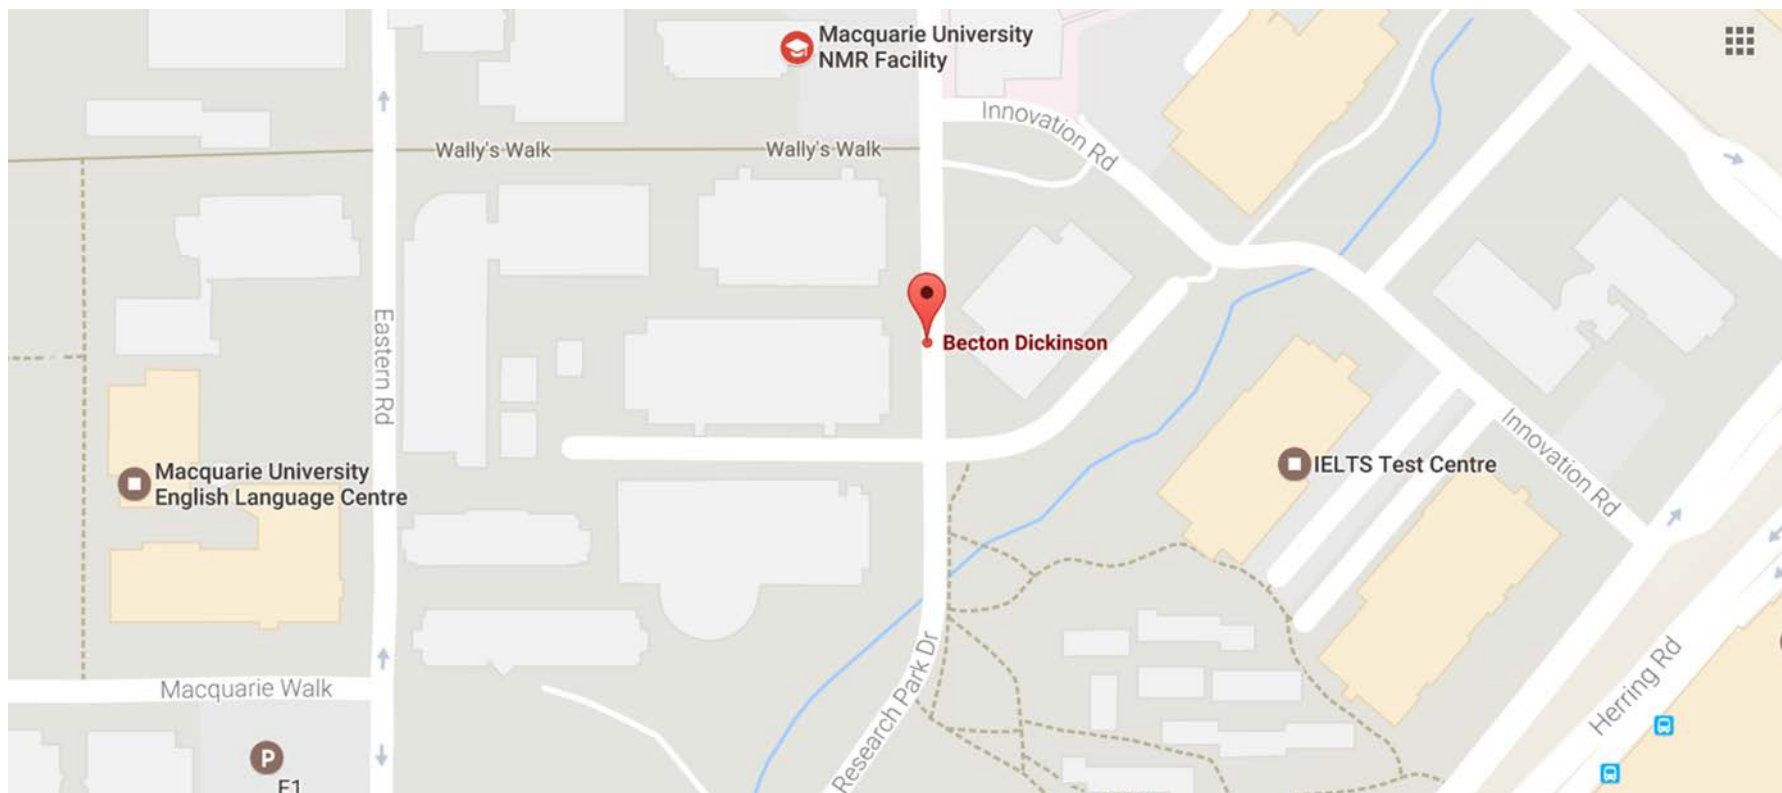 Macquarie University
NMR Facility
Innovation Rd
Wally's Walk
Wally's Walk
Eastern Rd
Becton Dickinson
Macquarie University
English Language Centre
IELTS Test Centre
Innovation Rd
Macquarie Walk
Research Park Dr
Herring Rd
P